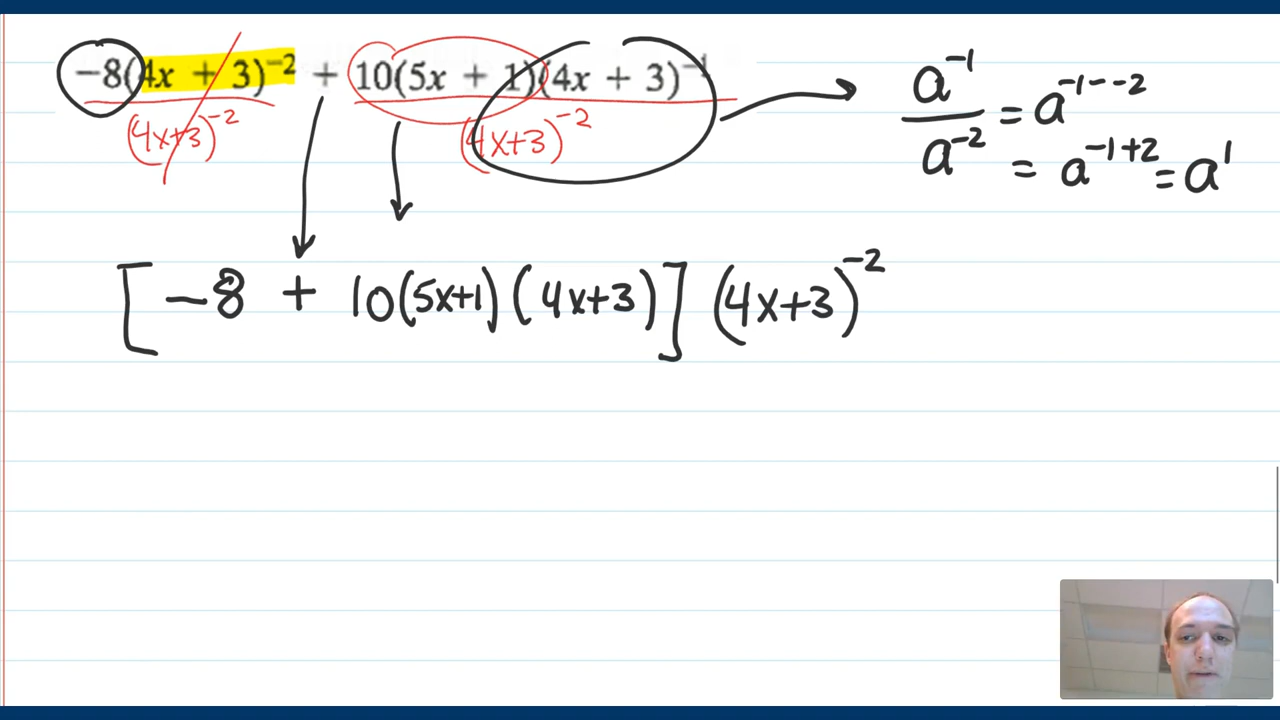 −8(4x + 3)⁻² + 10(5x + 1)(4x + 3)⁻¹
(4x+3)⁻² (4x+3)⁻²
a⁻¹ / a⁻² = a⁻¹⁻⁻²
= a⁻¹⁺² = a¹
[ −8 + 10(5x+1)(4x+3) ] (4x+3)⁻²